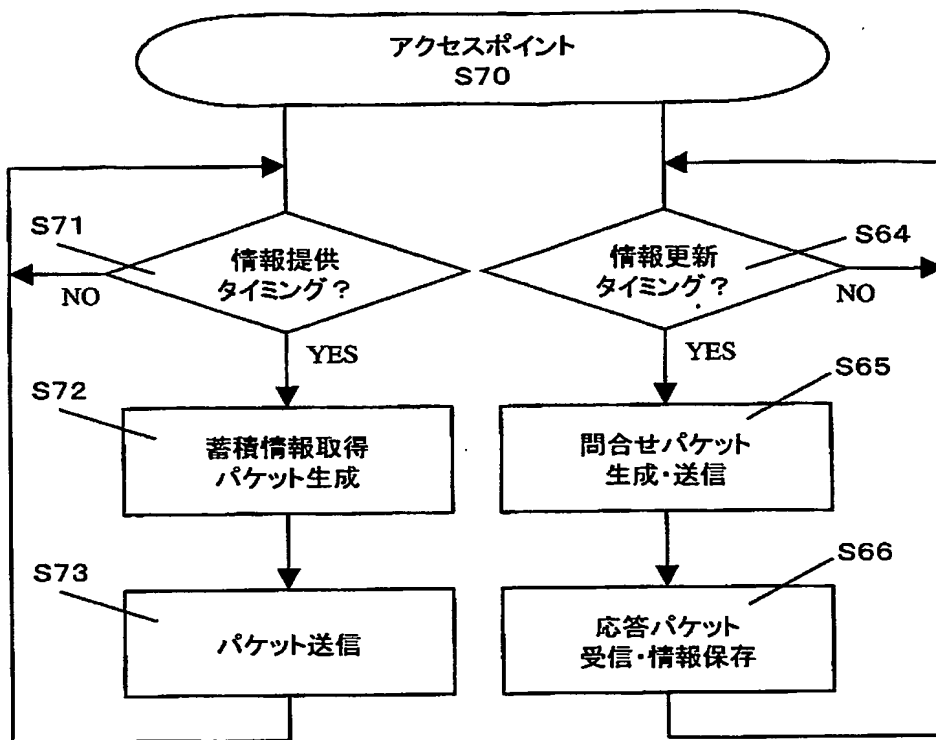 アクセスポイント
S70
S71
情報提供
タイミング？
NO
YES
S72
蓄積情報取得
パケット生成
S73
パケット送信
S64
情報更新
タイミング？
NO
YES
S65
問合せパケット
生成・送信
S66
応答パケット
受信・情報保存